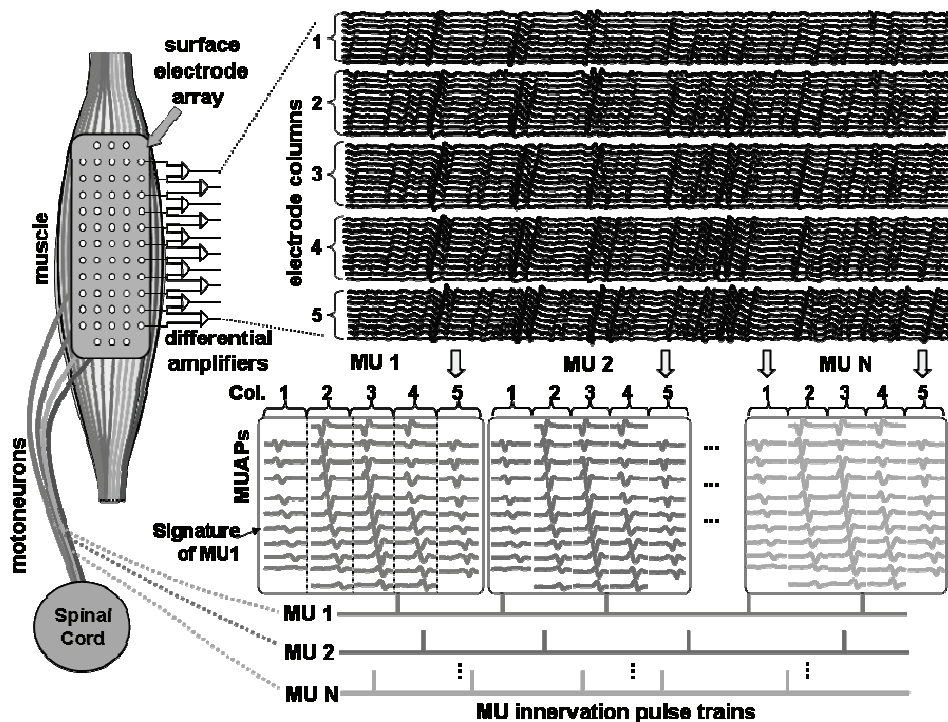 surface
electrode
array
muscle
differential
amplifiers
motoneurons
Spinal
Cord
electrode columns
1
2
3
4
5
MU 1
MU 2
MU N
Col. 1 2 3 4 5
1 2 3 4 5
1 2 3 4 5
MUAPs
...
...
...
Signature
of MU1
MU 1
MU 2
MU N
MU innervation pulse trains